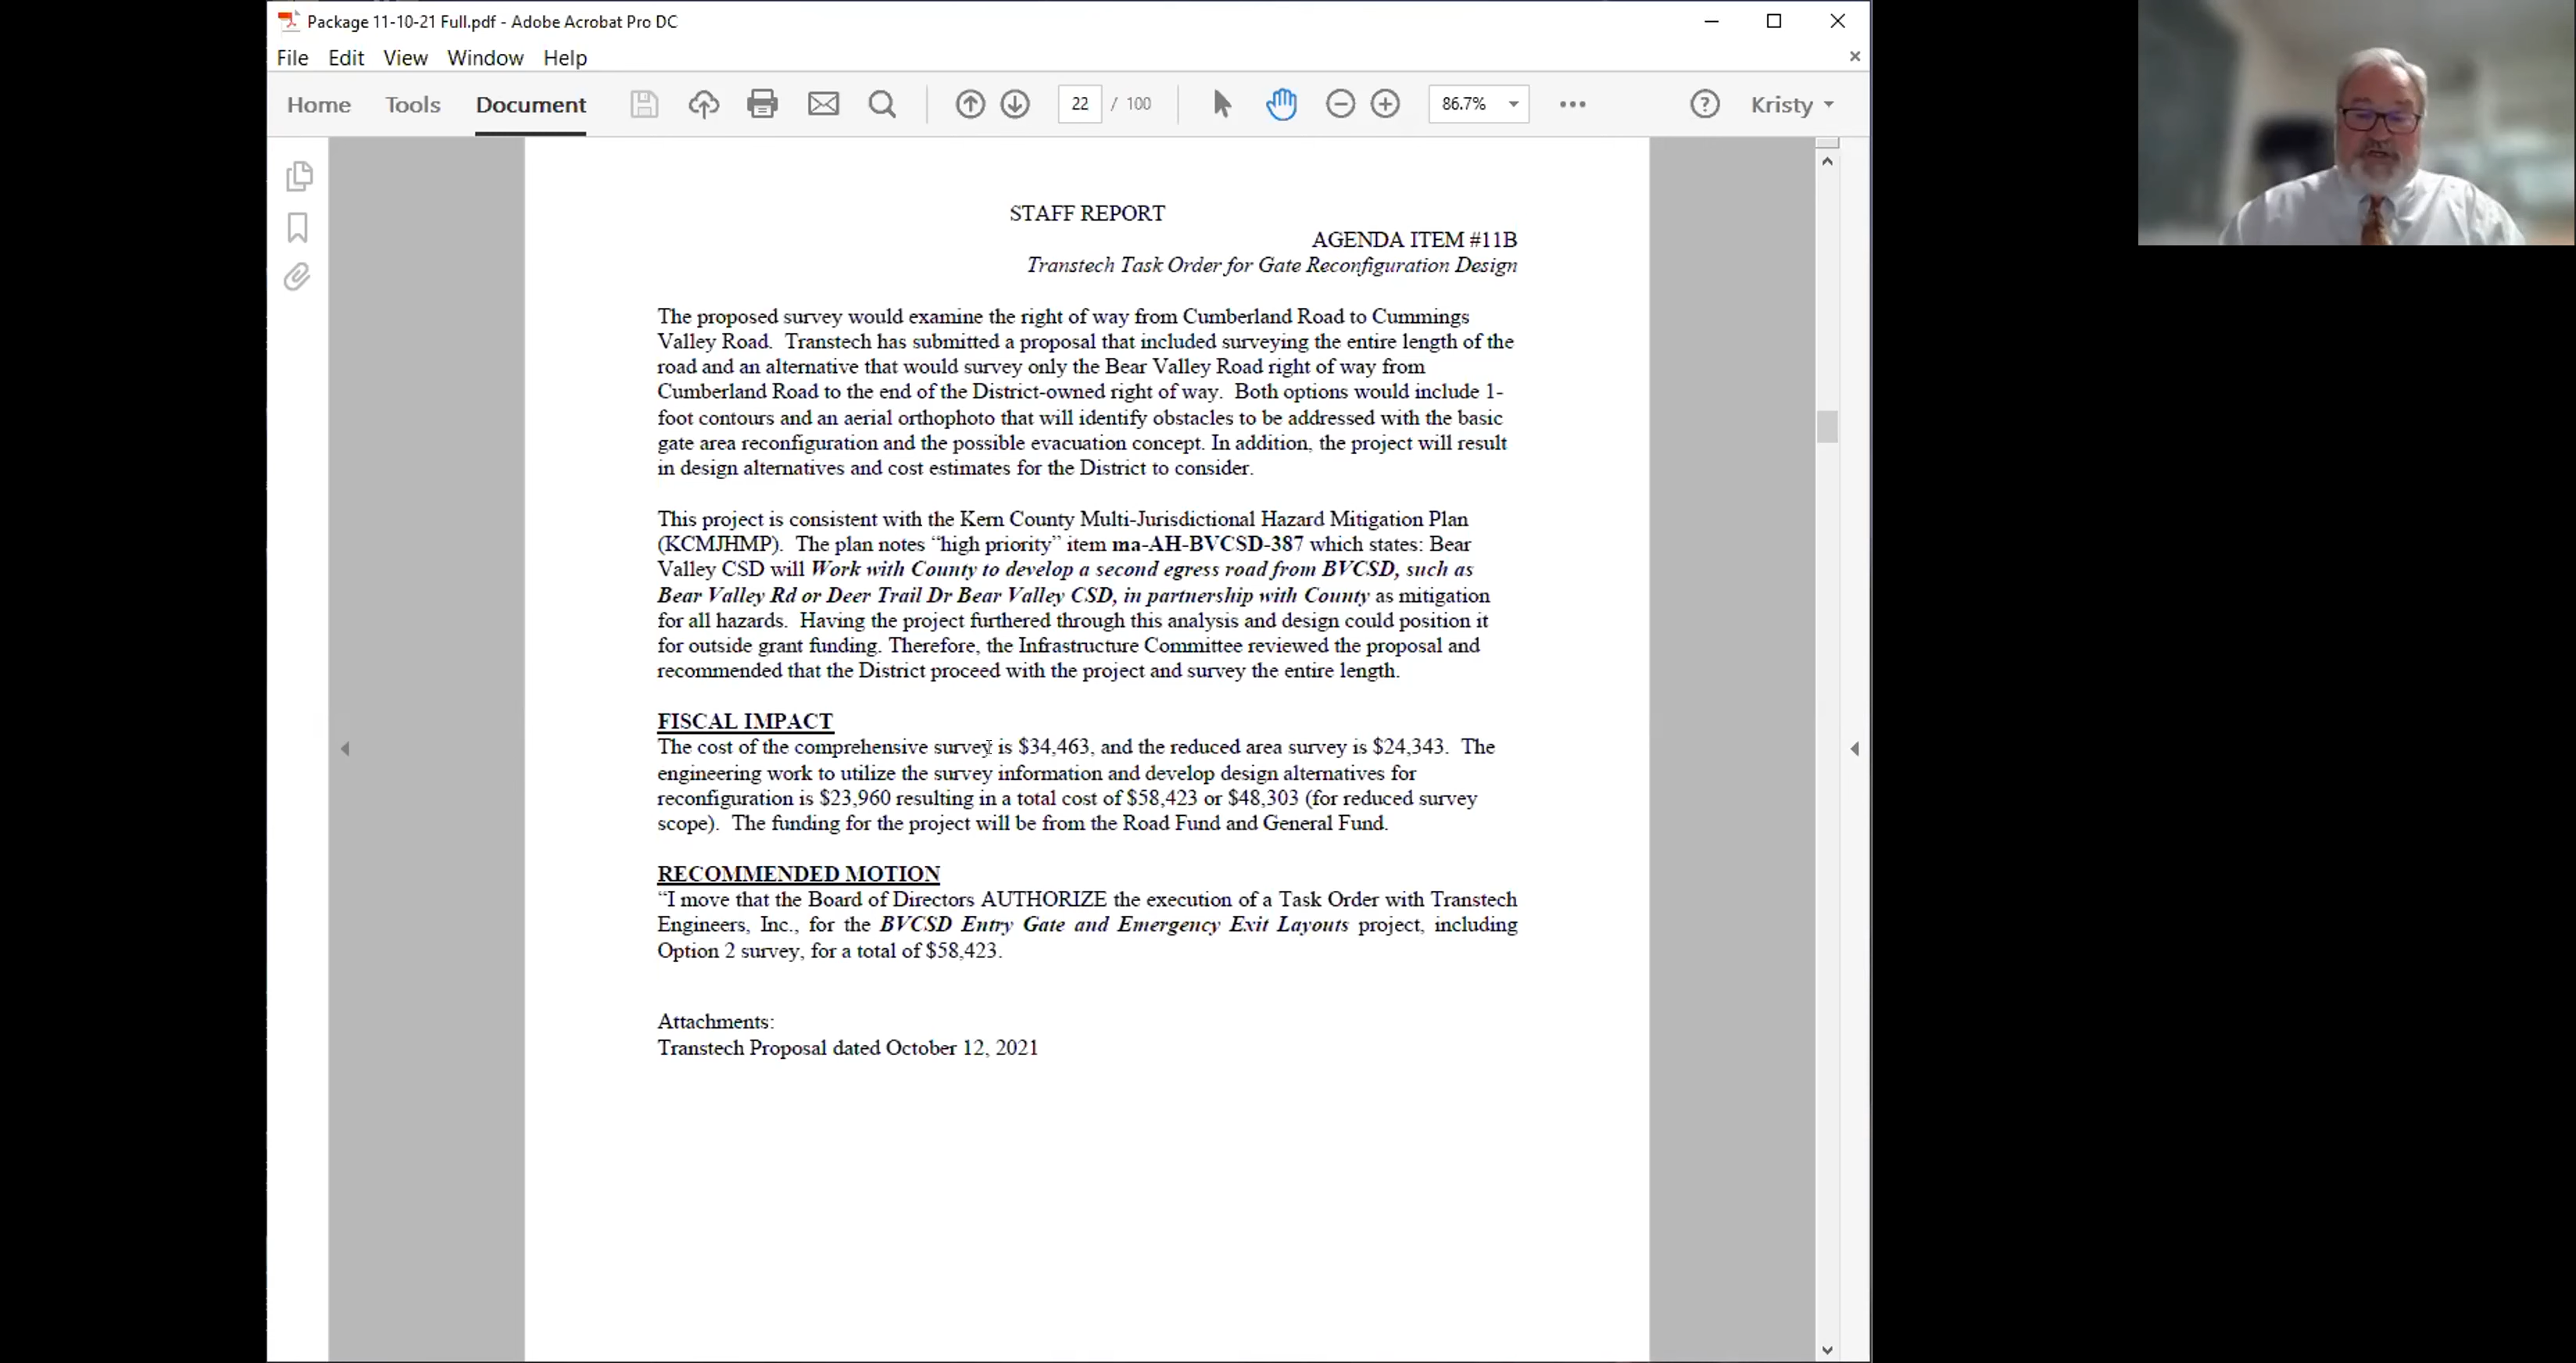 Package 11-10-21 Full.pdf - Adobe Acrobat Pro DC
File Edit View Window Help
Home Tools Document 22 / 100 86.7% Kristy
STAFF REPORT
AGENDA ITEM #11B
Transtech Task Order for Gate Reconfiguration Design
The proposed survey would examine the right of way from Cumberland Road to Cummings
Valley Road. Transtech has submitted a proposal that included surveying the entire length of the
road and an alternative that would survey only the Bear Valley Road right of way from
Cumberland Road to the end of the District-owned right of way. Both options would include 1-
foot contours and an aerial orthophoto that will identify obstacles to be addressed with the basic
gate area reconfiguration and the possible evacuation concept. In addition, the project will result
in design alternatives and cost estimates for the District to consider.
This project is consistent with the Kern County Multi-Jurisdictional Hazard Mitigation Plan
(KCMJHMP). The plan notes “high priority” item ma-AH-BVCSD-387 which states: Bear
Valley CSD will Work with County to develop a second egress road from BVCSD, such as
Bear Valley Rd or Deer Trail Dr Bear Valley CSD, in partnership with County as mitigation
for all hazards. Having the project furthered through this analysis and design could position it
for outside grant funding. Therefore, the Infrastructure Committee reviewed the proposal and
recommended that the District proceed with the project and survey the entire length.
FISCAL IMPACT
The cost of the comprehensive survey is $34,463, and the reduced area survey is $24,343. The
engineering work to utilize the survey information and develop design alternatives for
reconfiguration is $23,960 resulting in a total cost of $58,423 or $48,303 (for reduced survey
scope). The funding for the project will be from the Road Fund and General Fund.
RECOMMENDED MOTION
“I move that the Board of Directors AUTHORIZE the execution of a Task Order with Transtech
Engineers, Inc., for the BVCSD Entry Gate and Emergency Exit Layouts project, including
Option 2 survey, for a total of $58,423.
Attachments:
Transtech Proposal dated October 12, 2021